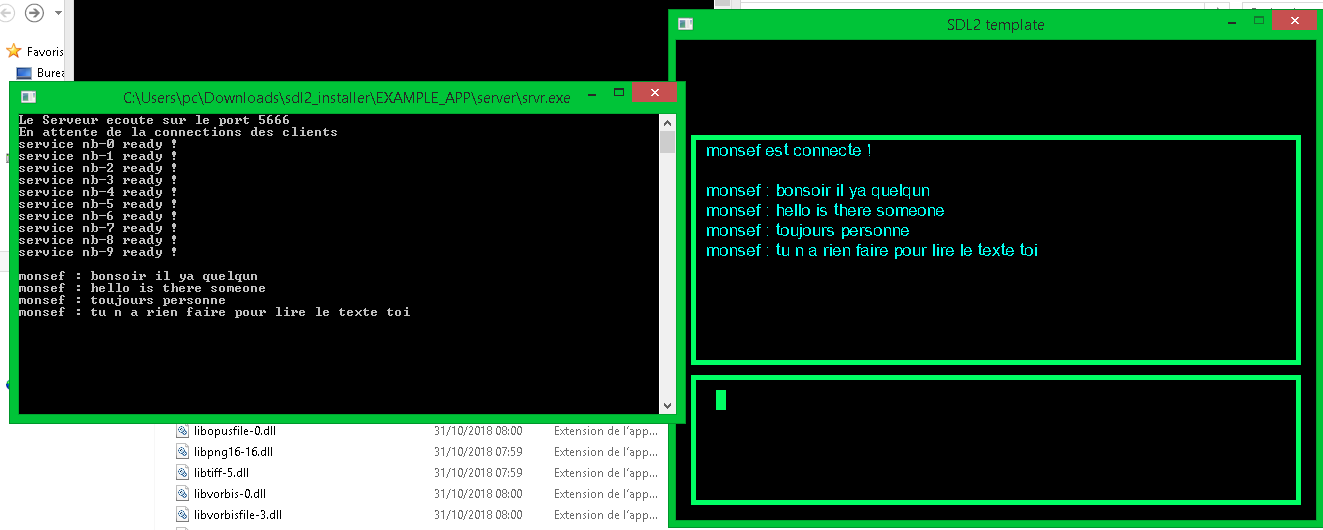 Favoris
Burea
C:\Users\pc\Downloads\sdl2_installer\EXAMPLE_APP\server\srvr.exe
Le Serveur ecoute sur le port 5666
En attente de la connections des clients
service nb-0 ready !
service nb-1 ready !
service nb-2 ready !
service nb-3 ready !
service nb-4 ready !
service nb-5 ready !
service nb-6 ready !
service nb-7 ready !
service nb-8 ready !
service nb-9 ready !
monsef : bonsoir il ya quelqun
monsef : hello is there someone
monsef : toujours personne
monsef : tu n a rien faire pour lire le texte toi
libopusfile-0.dll 31/10/2018 08:00 Extension de l'app...
libpng16-16.dll 31/10/2018 07:59 Extension de l'app...
libtiff-5.dll 31/10/2018 07:59 Extension de l'app...
libvorbis-0.dll 31/10/2018 08:00 Extension de l'app...
libvorbisfile-3.dll 31/10/2018 08:00 Extension de l'app...
SDL2 template
monsef est connecte !
monsef : bonsoir il ya quelqun
monsef : hello is there someone
monsef : toujours personne
monsef : tu n a rien faire pour lire le texte toi